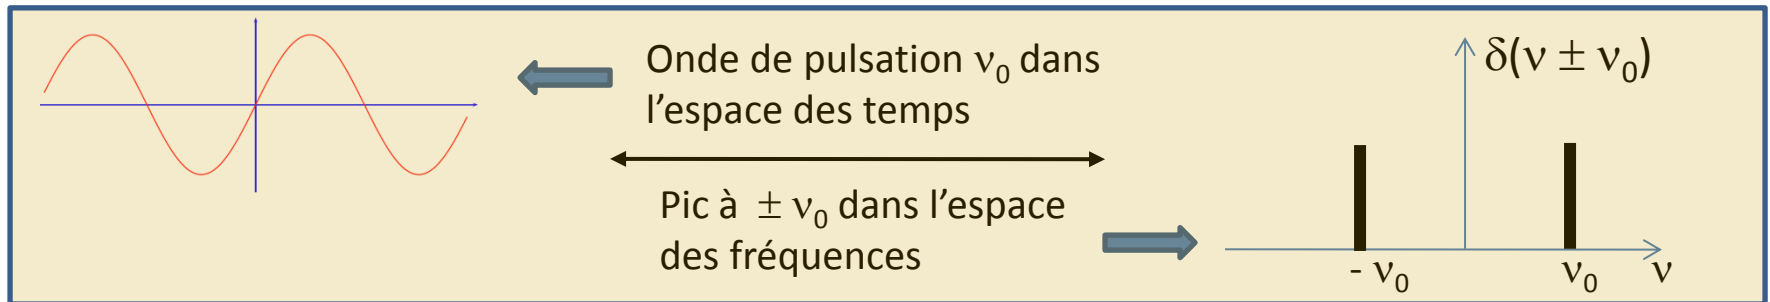 Onde de pulsation ν₀ dans
l'espace des temps
Pic à ± ν₀ dans l'espace
des fréquences
δ(ν ± ν₀)
- ν₀
ν₀
ν